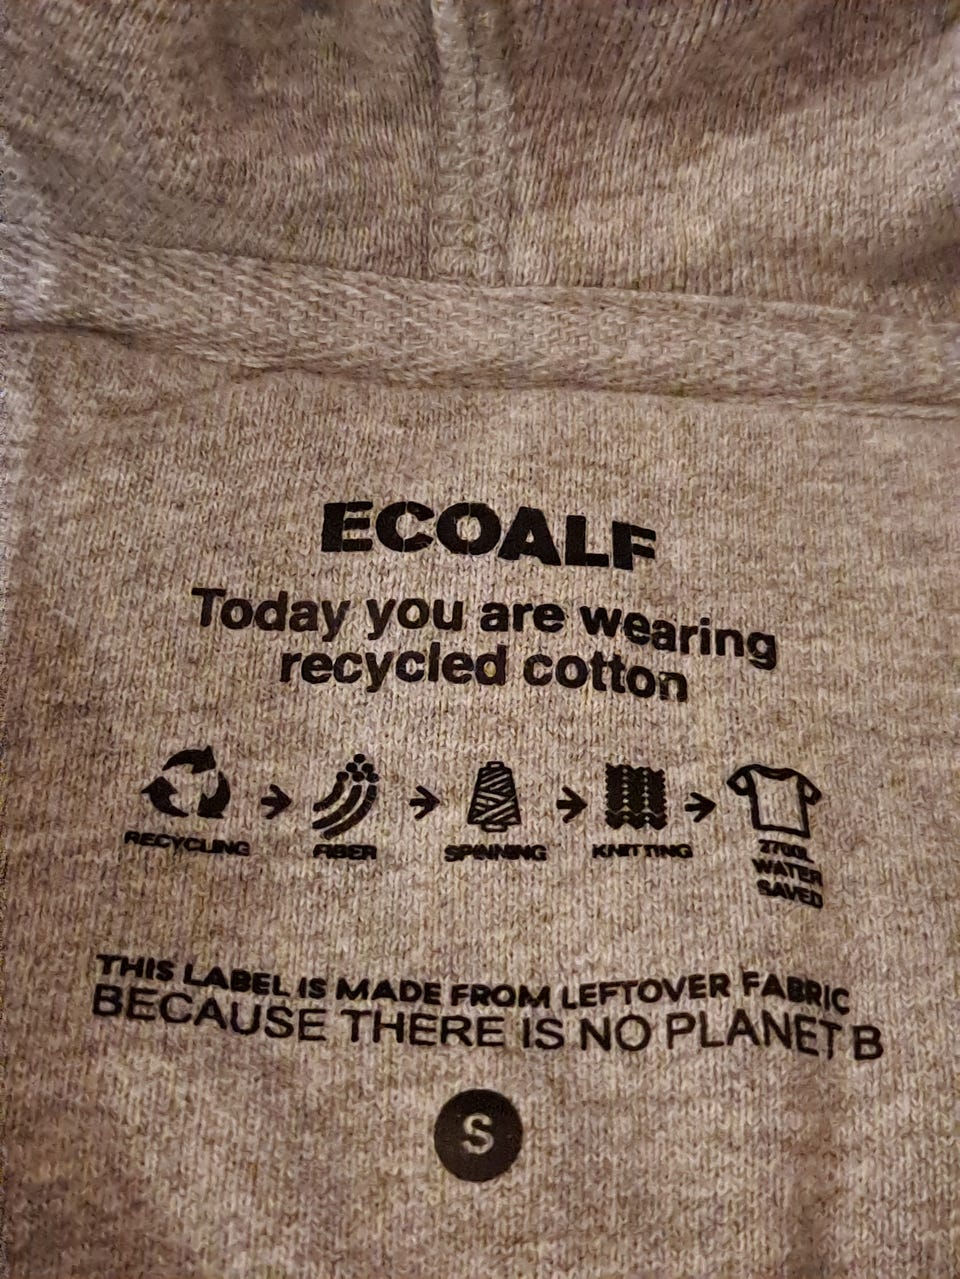 ECOALF
Today you are wearing
recycled cotton
RECYCLING FIBER SPINNING KNITTING 2700L
WATER
SAVED
THIS LABEL IS MADE FROM LEFTOVER FABRIC
BECAUSE THERE IS NO PLANET B
S